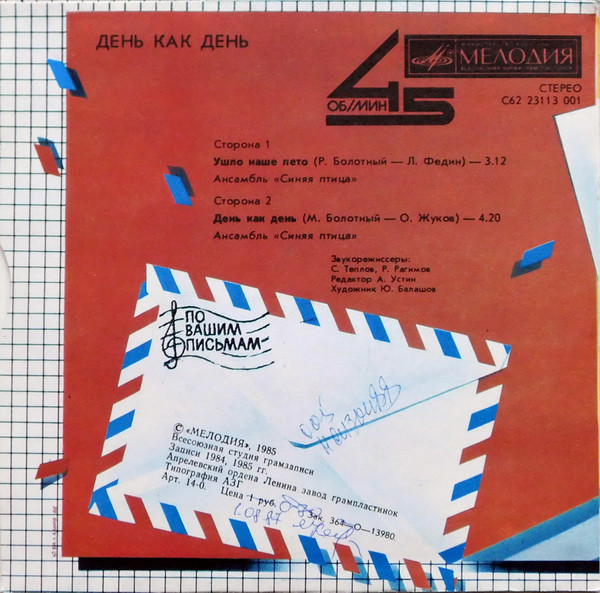 ДЕНЬ КАК ДЕНЬ
МЕЛОДИЯ
45
ОБ/МИН
СТЕРЕО
С62 23113 001
Сторона 1
Ушло наше лето (Р. Болотный — Л. Федин) — 3.12
Ансамбль «Синяя птица»
Сторона 2
День как день (М. Болотный — О. Жуков) — 4.20
Ансамбль «Синяя птица»
Звукорежиссеры:
С. Теплов, Р. Рагимов
Редактор А. Устин
Художник Ю. Балашов
ПО
ВАШИМ
ПИСЬМАМ
© «МЕЛОДИЯ», 1985
Всесоюзная студия грамзаписи
Записи 1984, 1985 гг.
Апрелевский ордена Ленина завод грампластинок
Типография АЗГ
Арт. 14-0. Цена 1 руб. Зак. 364—О—13980.